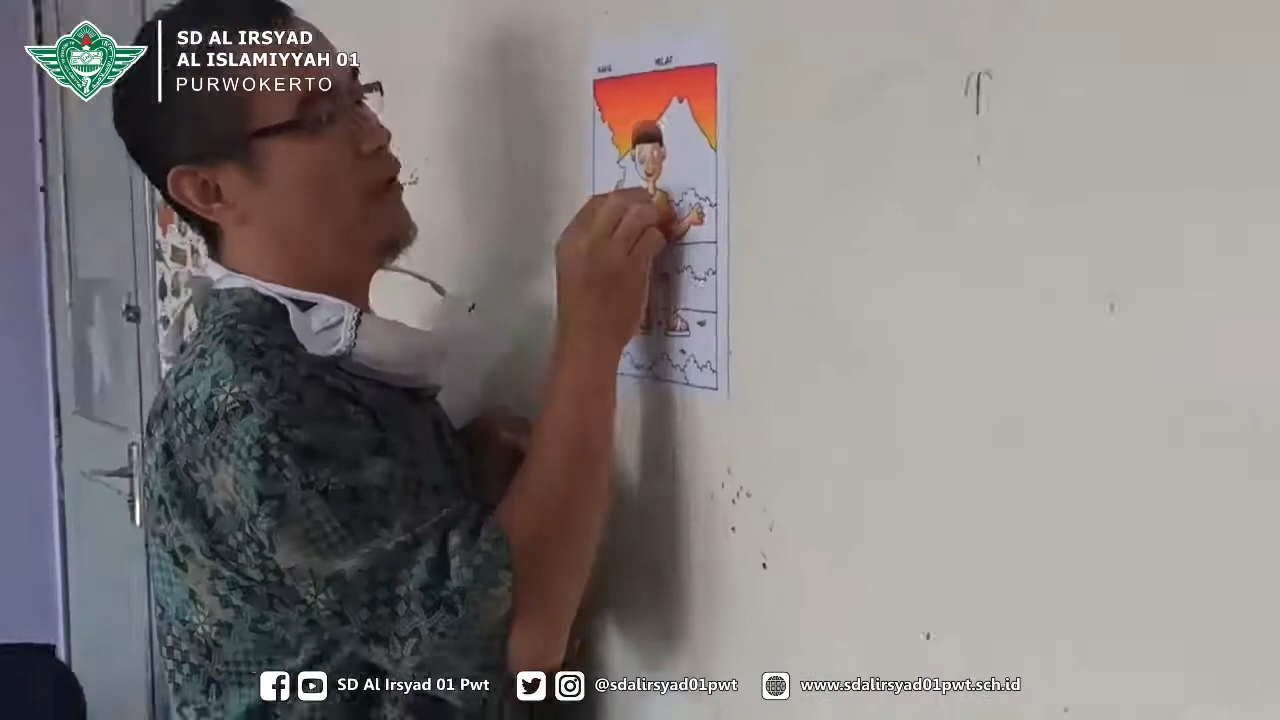 SD AL IRSYAD
AL ISLAMIYYAH 01
PURWOKERTO
SD Al Irsyad 01 Pwt
@sdalirsyad01pwt
www.sdalirsyad01pwt.sch.id